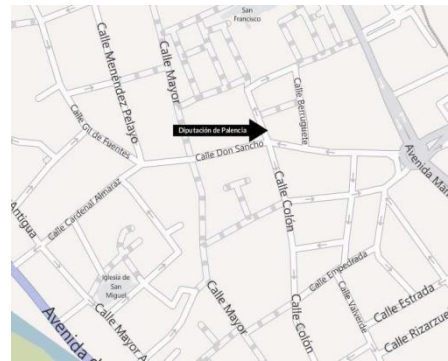 San
Francisco
Calle Menéndez Pelayo
Calle Mayor
Calle Berruguete
Diputación de Palencia
Calle Gil de Fuentes
Calle Don Sancho
Avenida Man
Calle Cardenal Almaraz
Calle Colón
Antigua
Iglesia de
San
Miguel
Calle Empedrada
Calle Mayor A
Calle Mayor
Calle Colón
Calle Valverde
Calle Estrada
Avenida d
Calle Rizarzue